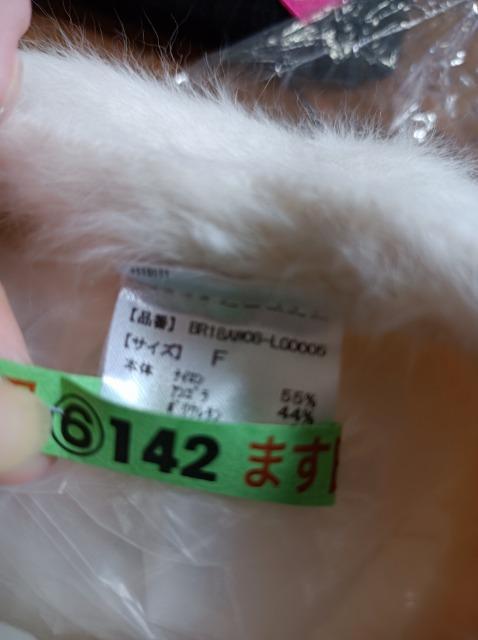 【品番】 BR18AW08-LG0006
【サイズ】 F
本体 ナイロン 55%
アンゴラ 44%
ポリウレタン
⑥142 ます